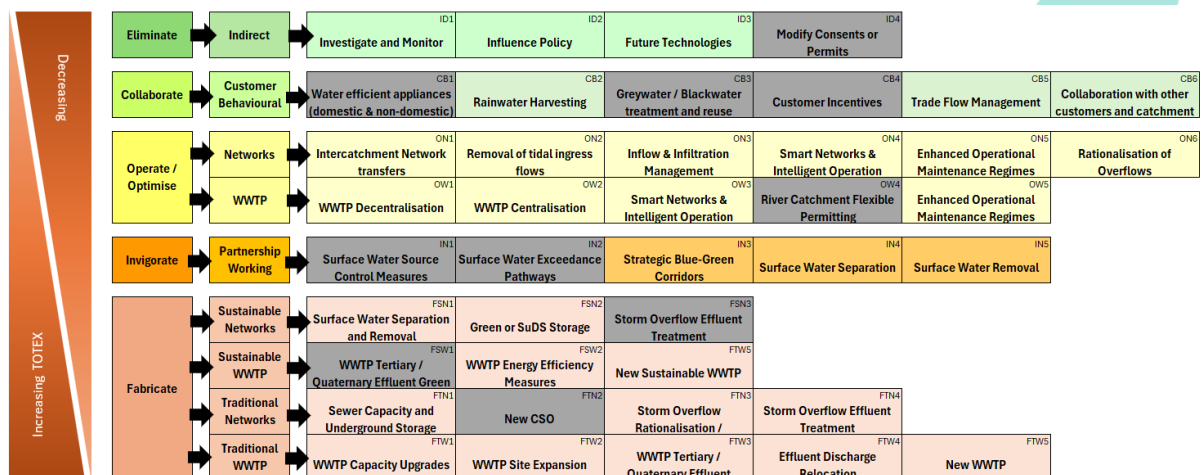 Decreasing
Increasing TOTEX
Eliminate
Indirect
ID1
Investigate and Monitor
ID2
Influence Policy
ID3
Future Technologies
ID4
Modify Consents or
Permits
Collaborate
Customer
Behavioural
CB1
Water efficient appliances
(domestic & non-domestic)
CB2
Rainwater Harvesting
CB3
Greywater / Blackwater
treatment and reuse
CB4
Customer Incentives
CB5
Trade Flow Management
CB6
Collaboration with other
customers and catchment
Operate /
Optimise
Networks
ON1
Intercatchment Network
transfers
ON2
Removal of tidal ingress
flows
ON3
Inflow & Infiltration
Management
ON4
Smart Networks &
Intelligent Operation
ON5
Enhanced Operational
Maintenance Regimes
ON6
Rationalisation of
Overflows
WWTP
OW1
WWTP Decentralisation
OW2
WWTP Centralisation
OW3
Smart Networks &
Intelligent Operation
OW4
River Catchment Flexible
Permitting
OW5
Enhanced Operational
Maintenance Regimes
Invigorate
Partnership
Working
IN1
Surface Water Source
Control Measures
IN2
Surface Water Exceedance
Pathways
IN3
Strategic Blue-Green
Corridors
IN4
Surface Water Separation
IN5
Surface Water Removal
Fabricate
Sustainable
Networks
FSN1
Surface Water Separation
and Removal
FSN2
Green or SuDS Storage
FSN3
Storm Overflow Effluent
Treatment
Sustainable
WWTP
FSW1
WWTP Tertiary /
Quaternary Effluent Green
FSW2
WWTP Energy Efficiency
Measures
FTW5
New Sustainable WWTP
Traditional
Networks
FTN1
Sewer Capacity and
Underground Storage
FTN2
New CSO
FTN3
Storm Overflow
Rationalisation /
FTN4
Storm Overflow Effluent
Treatment
Traditional
WWTP
FTW1
WWTP Capacity Upgrades
FTW2
WWTP Site Expansion
FTW3
WWTP Tertiary /
Quaternary Effluent
FTW4
Effluent Discharge
Relocation
FTW5
New WWTP